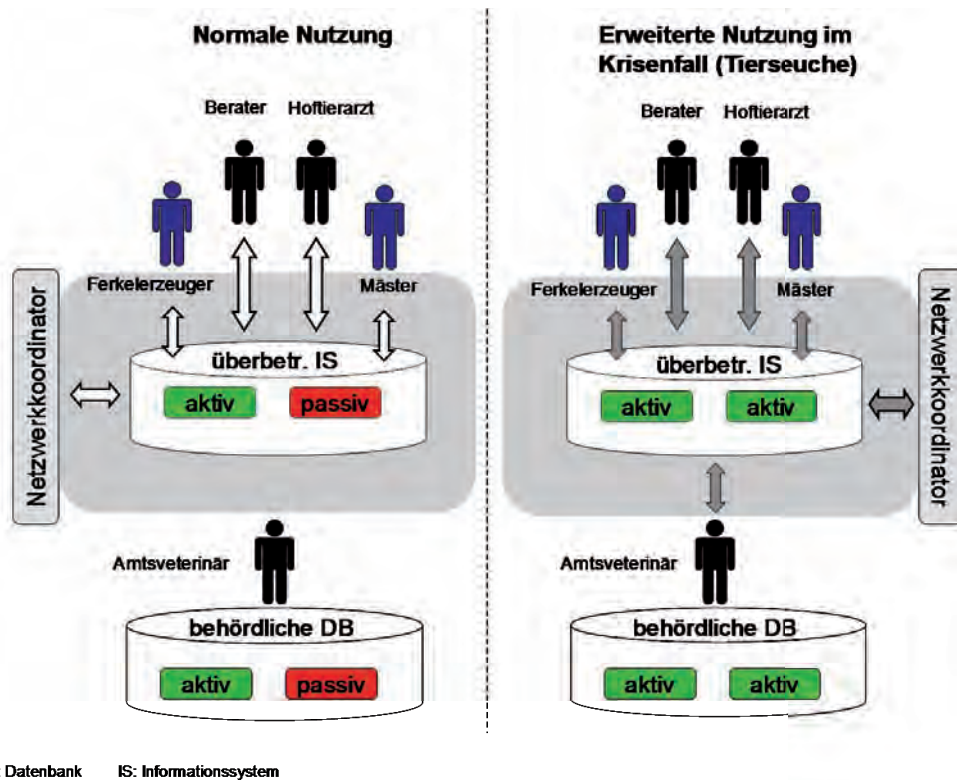 Normale Nutzung
Berater Hoftierarzt
Ferkelerzeuger Mäster
Netzwerkkoordinator
überbetr. IS
aktiv passiv
Amtsveterinär
behördliche DB
aktiv passiv
Erweiterte Nutzung im
Krisenfall (Tierseuche)
Berater Hoftierarzt
Ferkelerzeuger Mäster
Netzwerkkoordinator
überbetr. IS
aktiv aktiv
Amtsveterinär
behördliche DB
aktiv aktiv
: Datenbank IS: Informationssystem